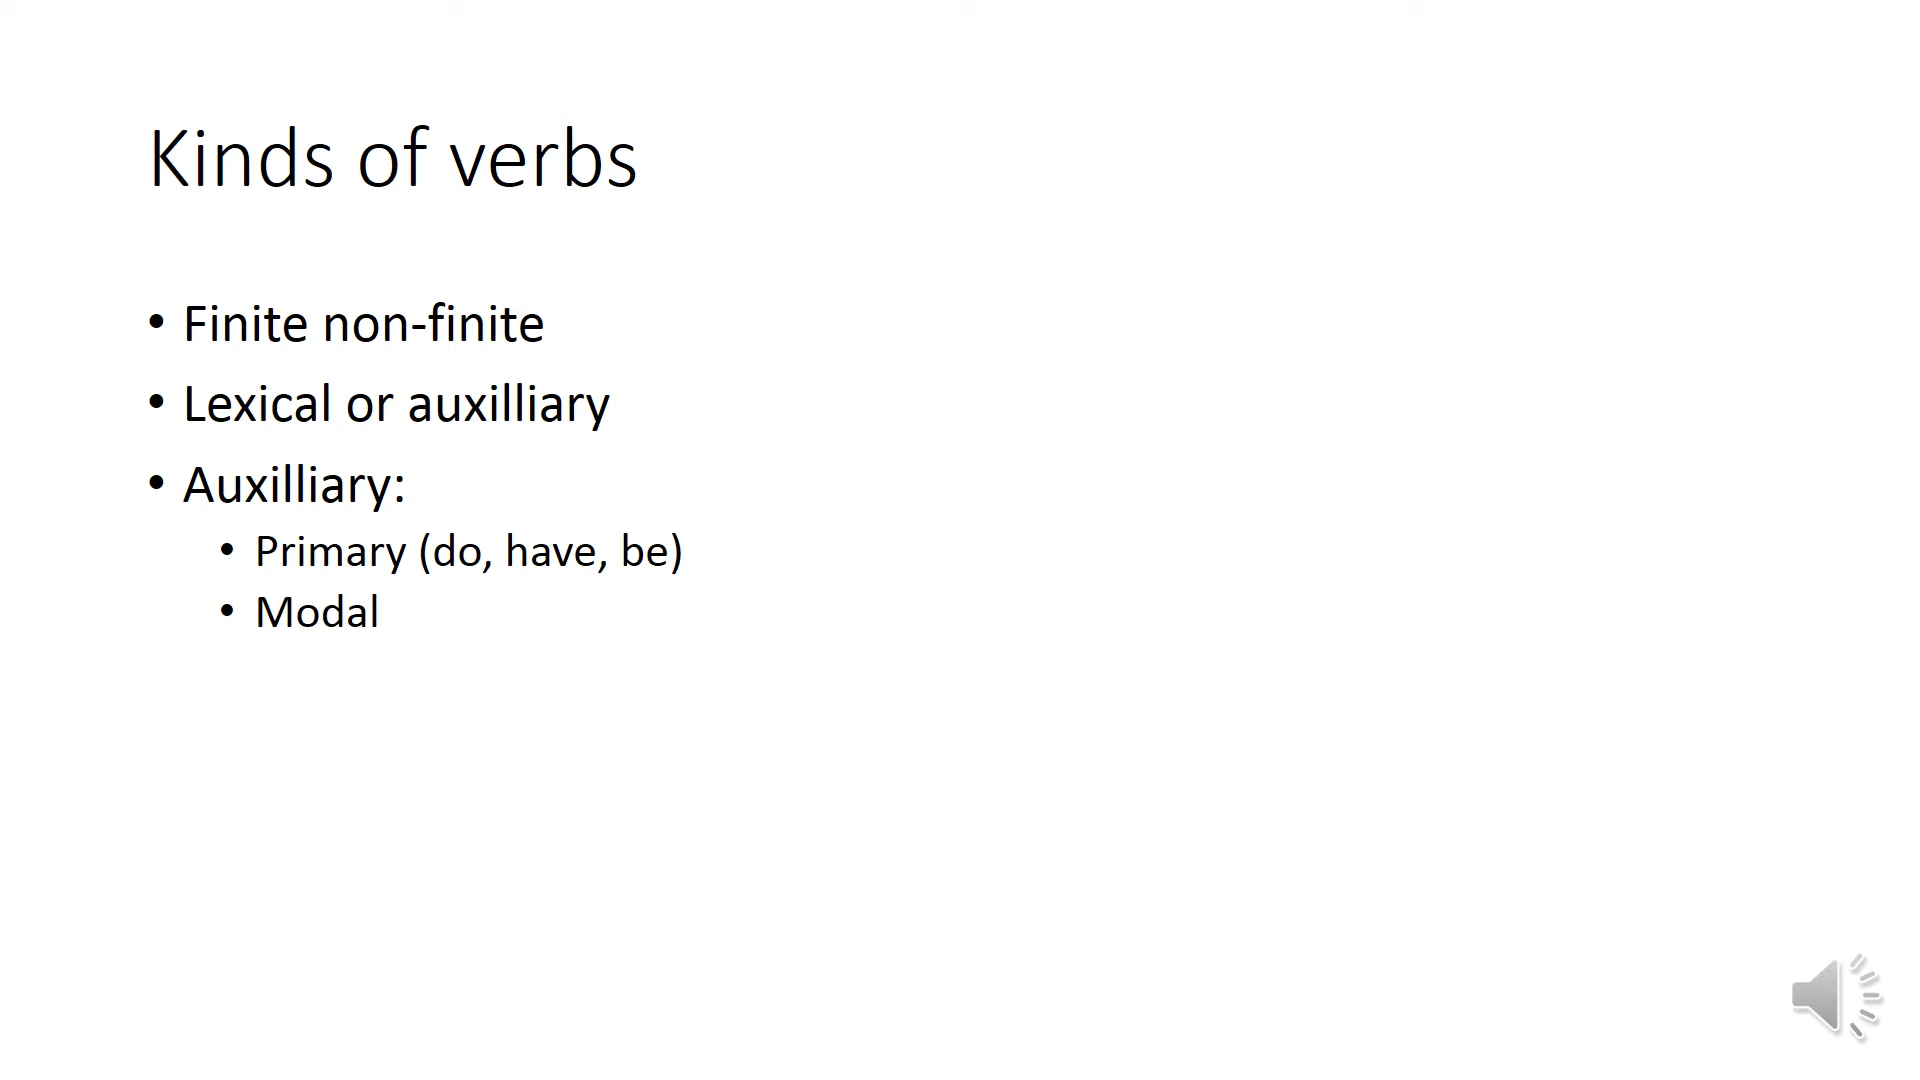 Kinds of verbs
• Finite non-finite
• Lexical or auxilliary
• Auxilliary:
• Primary (do, have, be)
• Modal